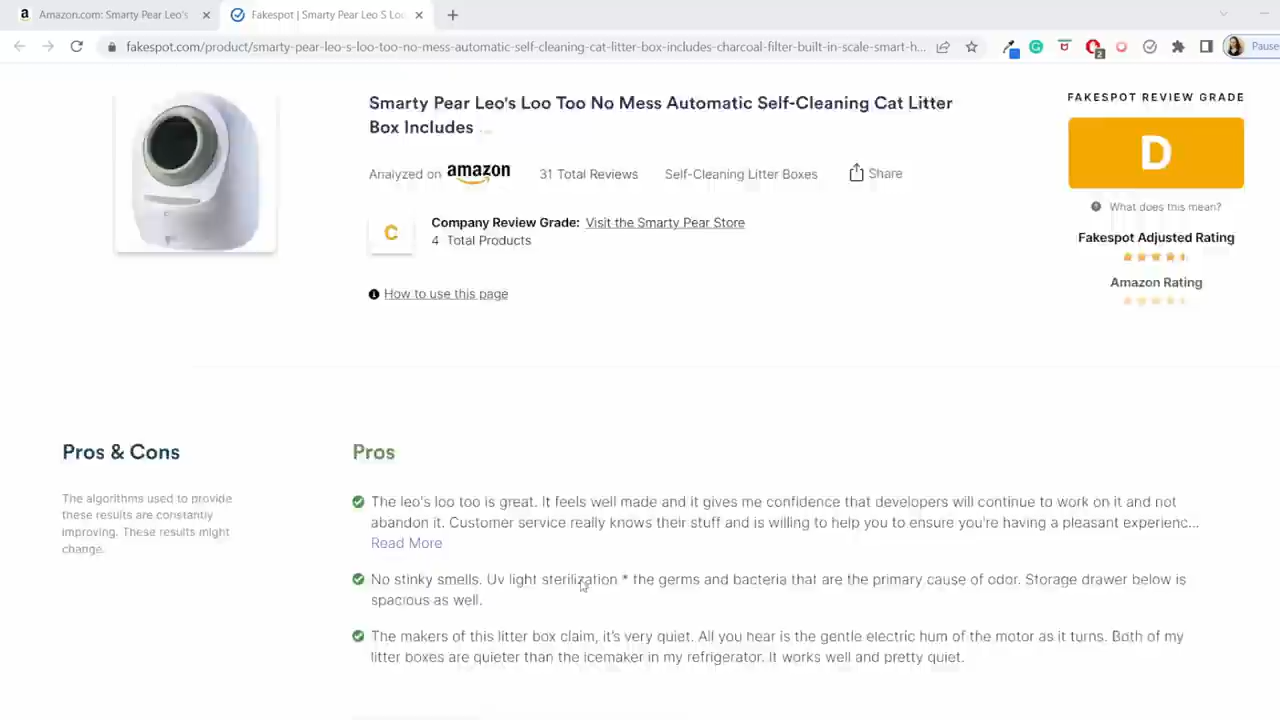 Amazon.com: Smarty Pear Leo's
Fakespot | Smarty Pear Leo S Loo
fakespot.com/product/smarty-pear-leo-s-loo-too-no-mess-automatic-self-cleaning-cat-litter-box-includes-charcoal-filter-built-in-scale-smart-h...
2
Pause
Smarty Pear Leo's Loo Too No Mess Automatic Self-Cleaning Cat Litter
Box Includes ...
Analyzed on amazon 31 Total Reviews Self-Cleaning Litter Boxes Share
C
Company Review Grade: Visit the Smarty Pear Store
4 Total Products
How to use this page
FAKESPOT REVIEW GRADE
D
What does this mean?
Fakespot Adjusted Rating
Amazon Rating
Pros & Cons
The algorithms used to provide
these results are constantly
improving. These results might
change.
Pros
The leo's loo too is great. It feels well made and it gives me confidence that developers will continue to work on it and not
abandon it. Customer service really knows their stuff and is willing to help you to ensure you're having a pleasant experienc...
Read More
No stinky smells. Uv light sterilization * the germs and bacteria that are the primary cause of odor. Storage drawer below is
spacious as well.
The makers of this litter box claim, it's very quiet. All you hear is the gentle electric hum of the motor as it turns. Both of my
litter boxes are quieter than the icemaker in my refrigerator. It works well and pretty quiet.